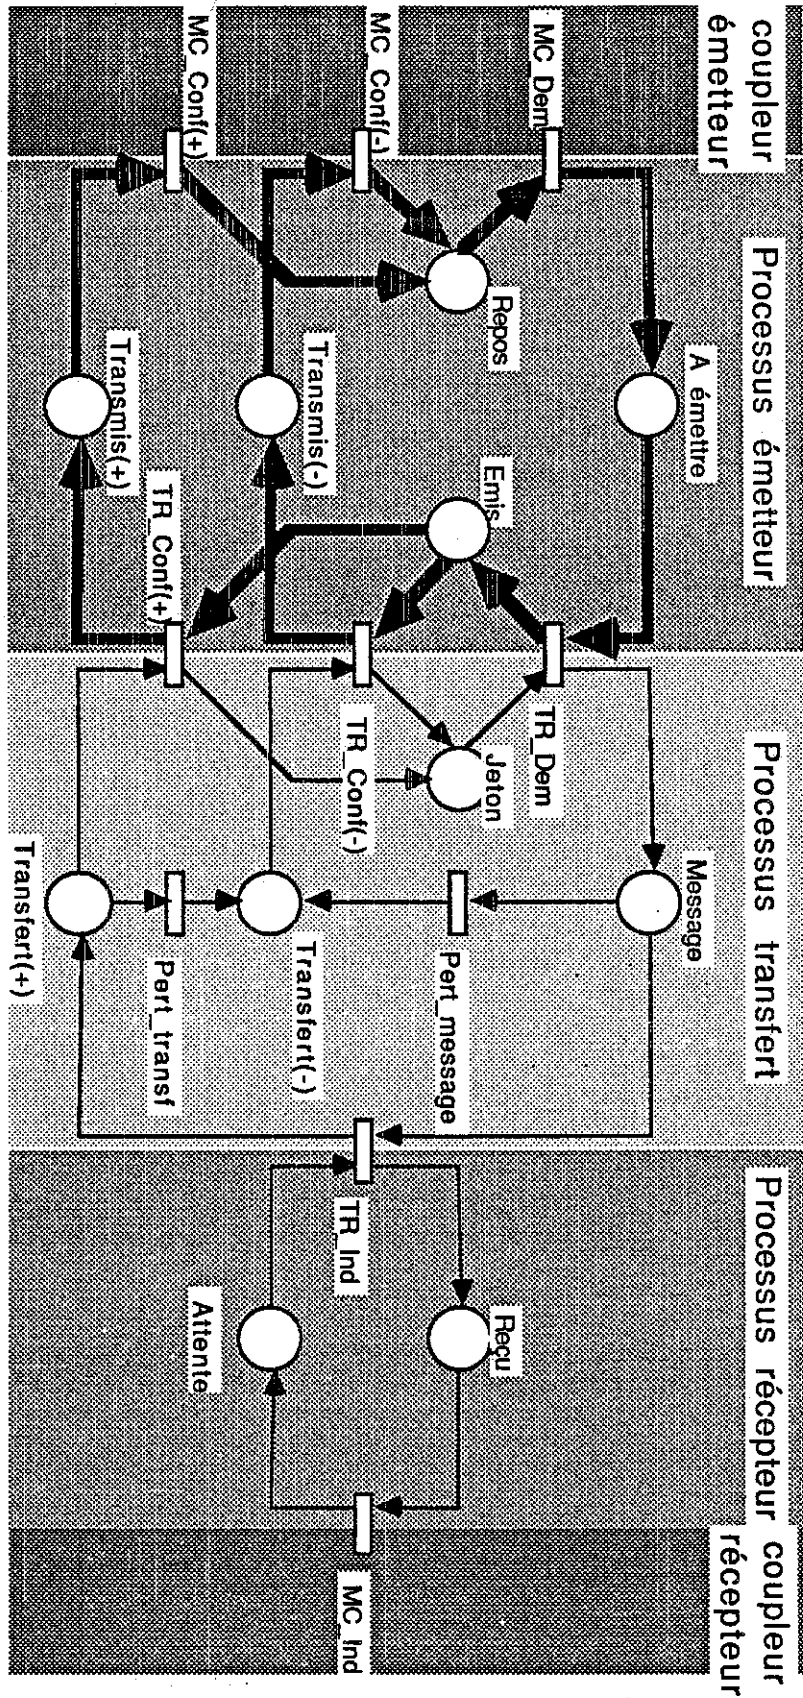 coupleur
émetteur
Processus émetteur
Processus transfert
Processus récepteur
coupleur
récepteur
MC_Dem
A émettre
TR_Dem
Message
Repos
Emis
Jeton
Pert_message
Reçu
MC_Conf(-)
Transmis(-)
TR_Conf(-)
Transfert(-)
TR_Ind
Attente
MC_Ind
MC_Conf(+)
Transmis(+)
TR_Conf(+)
Transfert(+)
Pert_transf